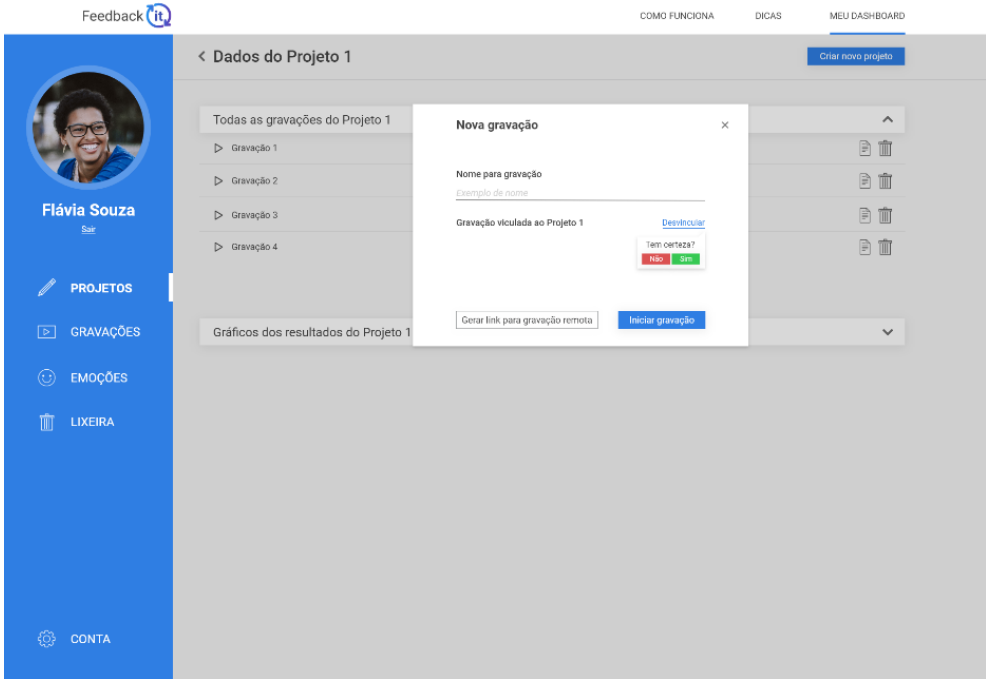 Feedback it
COMO FUNCIONA
DICAS
MEU DASHBOARD
Dados do Projeto 1
Criar novo projeto
Flávia Souza
Sair
PROJETOS
GRAVAÇÕES
EMOÇÕES
LIXEIRA
CONTA
Todas as gravações do Projeto 1
Gravação 1
Gravação 2
Gravação 3
Gravação 4
Gráficos dos resultados do Projeto 1
Nova gravação
Nome para gravação
Exemplo de nome
Gravação viculada ao Projeto 1
Desvincular
Tem certeza?
Não
Sim
Gerar link para gravação remota
Iniciar gravação